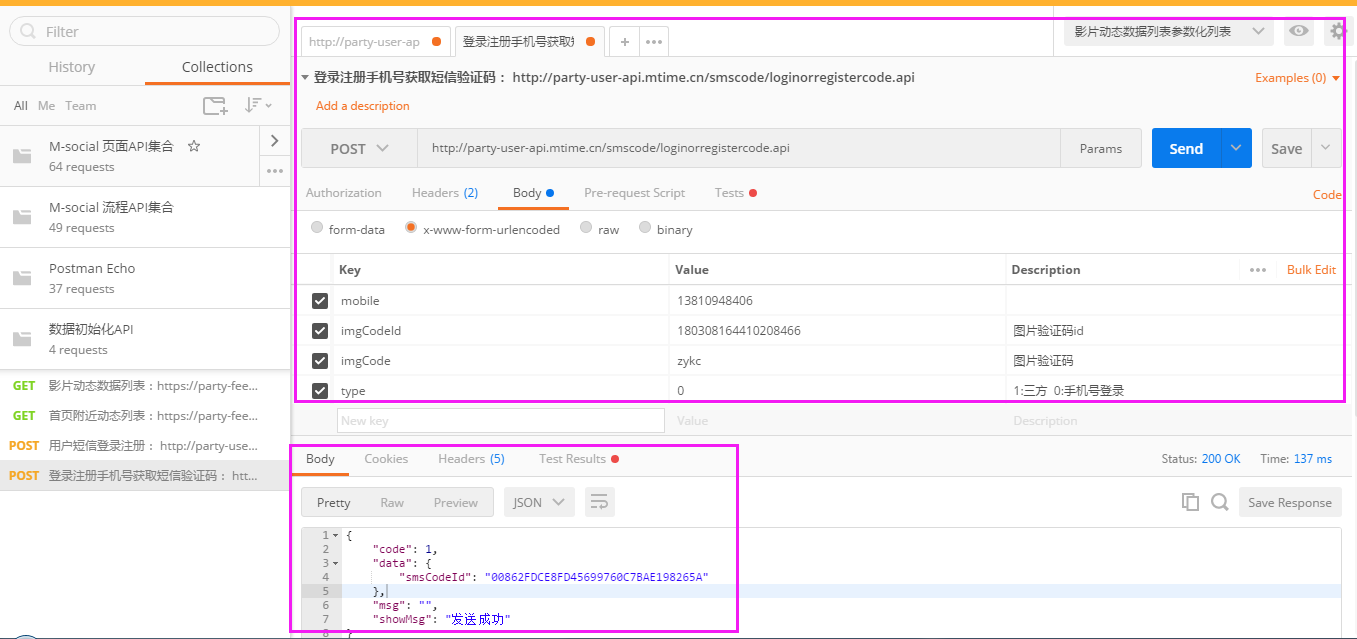 Filter
History Collections
All Me Team
M-social 页面API集合
64 requests
M-social 流程API集合
49 requests
Postman Echo
37 requests
数据初始化API
4 requests
GET 影片动态数据列表：https://party-fee...
GET 首页附近动态列表：https://party-fee...
POST 用户短信登录注册： http://party-use...
POST 登录注册手机号获取短信验证码： htt...
http://party-user-ap 登录注册手机号获取 + •••
影片动态数据列表参数化列表
登录注册手机号获取短信验证码： http://party-user-api.mtime.cn/smscode/loginorregistercode.api Examples (0)
Add a description
POST http://party-user-api.mtime.cn/smscode/loginorregistercode.api Params Send Save
Authorization Headers (2) Body Pre-request Script Tests Code
form-data x-www-form-urlencoded raw binary
Key Value Description ••• Bulk Edit
mobile 13810948406
imgCodeId 180308164410208466 图片验证码id
imgCode zykc 图片验证码
type 0 1:三方 0:手机号登录
New key Value Description
Body Cookies Headers (5) Test Results Status: 200 OK Time: 137 ms
Pretty Raw Preview JSON Save Response
1 {
2 "code": 1,
3 "data": {
4 "smsCodeId": "00862FDCE8FD45699760C7BAE198265A"
5 },
6 "msg": "",
7 "showMsg": "发送成功"
8 }